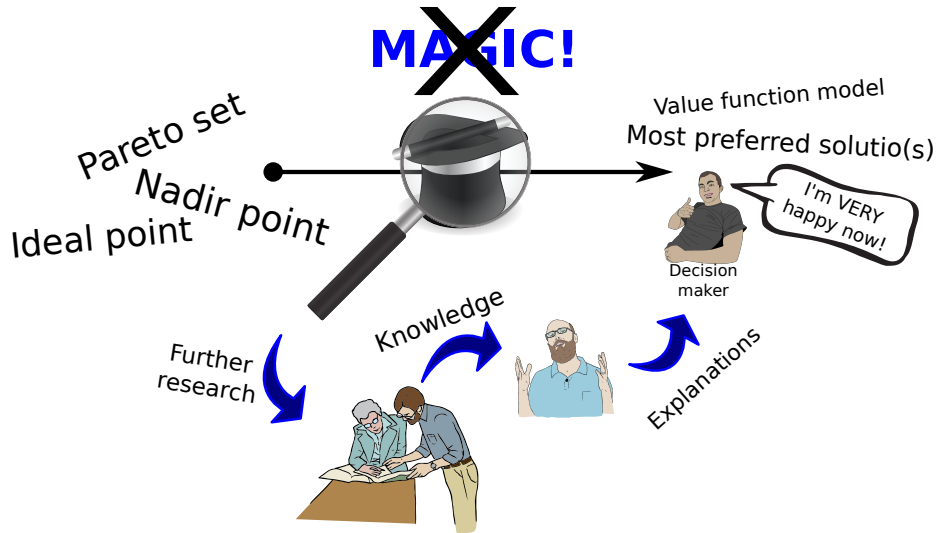 MAGIC!
Pareto set
Nadir point
Ideal point
Value function model
Most preferred solutio(s)
I'm VERY
happy now!
Decision
maker
Further
research
Knowledge
Explanations